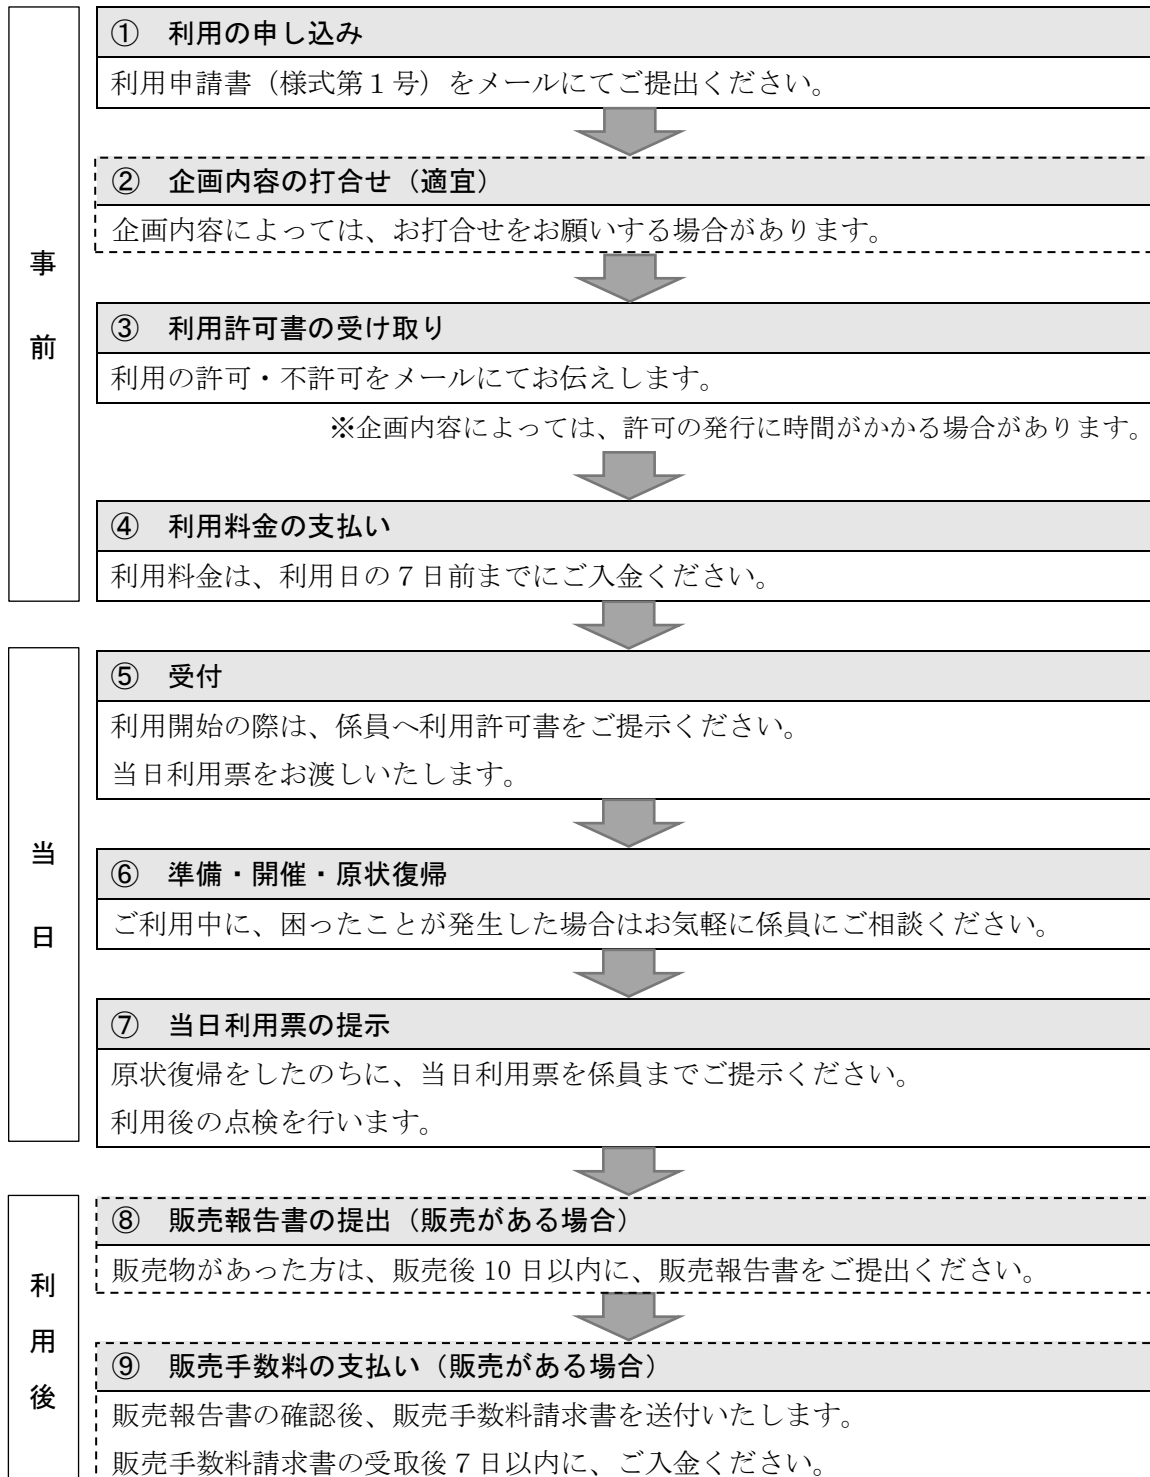 事前
① 利用の申し込み
利用申請書（様式第１号）をメールにてご提出ください。
② 企画内容の打合せ（適宜）
企画内容によっては、お打合せをお願いする場合があります。
③ 利用許可書の受け取り
利用の許可・不許可をメールにてお伝えします。
※企画内容によっては、許可の発行に時間がかかる場合があります。
④ 利用料金の支払い
利用料金は、利用日の７日前までにご入金ください。
当日
⑤ 受付
利用開始の際は、係員へ利用許可書をご提示ください。
当日利用票をお渡しいたします。
⑥ 準備・開催・原状復帰
ご利用中に、困ったことが発生した場合はお気軽に係員にご相談ください。
⑦ 当日利用票の提示
原状復帰をしたのちに、当日利用票を係員までご提示ください。
利用後の点検を行います。
利用後
⑧ 販売報告書の提出（販売がある場合）
販売物があった方は、販売後 10 日以内に、販売報告書をご提出ください。
⑨ 販売手数料の支払い（販売がある場合）
販売報告書の確認後、販売手数料請求書を送付いたします。
販売手数料請求書の受取後７日以内に、ご入金ください。